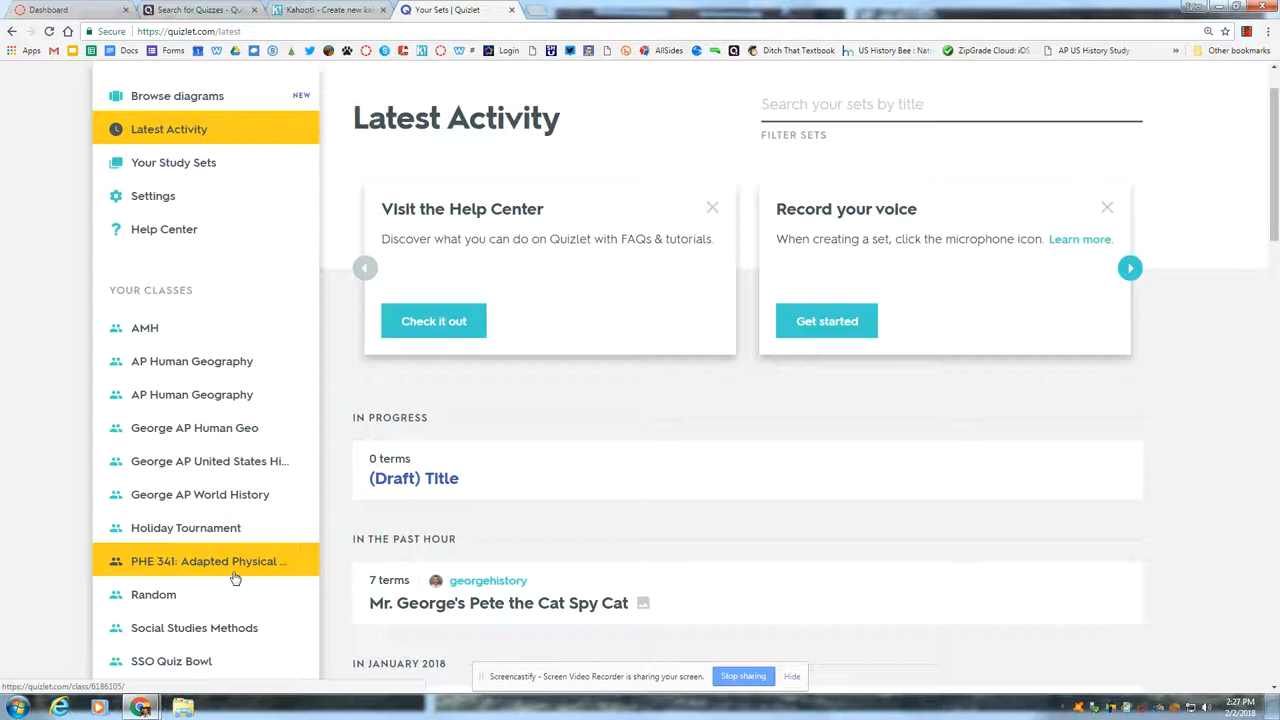 Dashboard
Search for Quizzes - Qui
Kahoot! - Create new ka
Your Sets | Quizlet
Secure
https://quizlet.com/latest
Apps
Docs
Forms
Login
AllSides
Ditch That Textbook
US History Bee : Nat
ZipGrade Cloud: iOS
AP US History Study
»
Other bookmarks
Browse diagrams
NEW
Latest Activity
Your Study Sets
Settings
Help Center
YOUR CLASSES
AMH
AP Human Geography
AP Human Geography
George AP Human Geo
George AP United States Hi...
George AP World History
Holiday Tournament
PHE 341: Adapted Physical ...
Random
Social Studies Methods
SSO Quiz Bowl
Latest Activity
Search your sets by title
FILTER SETS
Visit the Help Center
Discover what you can do on Quizlet with FAQs & tutorials.
Check it out
Record your voice
When creating a set, click the microphone icon. Learn more.
Get started
IN PROGRESS
0 terms
(Draft) Title
IN THE PAST HOUR
7 terms
georgehistory
Mr. George's Pete the Cat Spy Cat
IN JANUARY 2018
Screencastify - Screen Video Recorder is sharing your screen.
Stop sharing
Hide
https://quizlet.com/class/6186105/
2:27 PM
2/2/2018